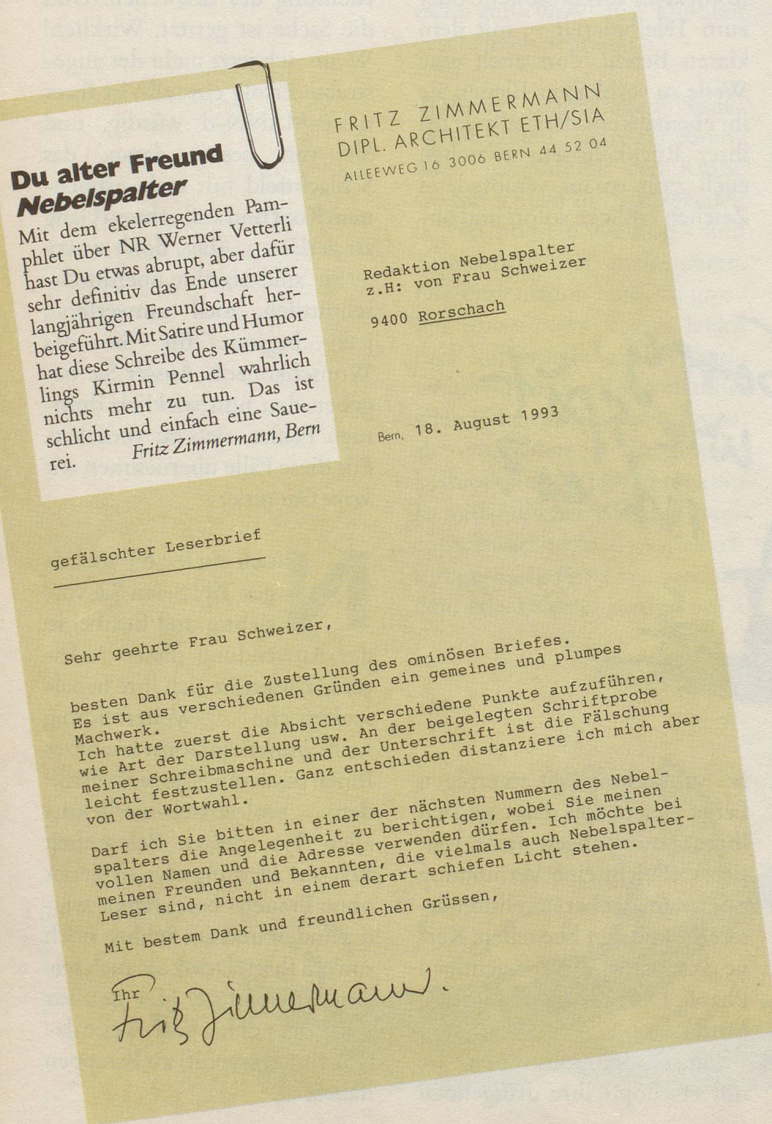 Du alter Freund
Nebelspalter
Mit dem ekelerregenden Pam-
phlet über NR Werner Vetterli
hast Du etwas abrupt, aber dafür
sehr definitiv das Ende unserer
langjährigen Freundschaft her-
beigeführt. Mit Satire und Humor
hat diese Schreibe des Kümmer-
lings Kirmin Pennel wahrlich
nichts mehr zu tun. Das ist
schlicht und einfach eine Saue-
rei.
Fritz Zimmermann, Bern
FRITZ ZIMMERMANN
DIPL. ARCHITEKT ETH/SIA
ALLEEWEG 16 3006 BERN 44 52 04
Redaktion Nebelspalter
z.H: von Frau Schweizer
9400 Rorschach
Bern, 18. August 1993
gefälschter Leserbrief
Sehr geehrte Frau Schweizer,
besten Dank für die Zustellung des ominösen Briefes.
Es ist aus verschiedenen Gründen ein gemeines und plumpes
Machwerk.
Ich hatte zuerst die Absicht verschiedene Punkte aufzuführen,
wie Art der Darstellung usw. An der beigelegten Schriftprobe
meiner Schreibmaschine und der Unterschrift ist die Fälschung
leicht festzustellen. Ganz entschieden distanziere ich mich aber
von der Wortwahl.
Darf ich Sie bitten in einer der nächsten Nummern des Nebel-
spalters die Angelegenheit zu berichtigen, wobei Sie meinen
vollen Namen und die Adresse verwenden dürfen. Ich möchte bei
meinen Freunden und Bekannten, die vielmals auch Nebelspalter-
Leser sind, nicht in einem derart schiefen Licht stehen.
Mit bestem Dank und freundlichen Grüssen,
Ihr
Fritz Zimmermann.